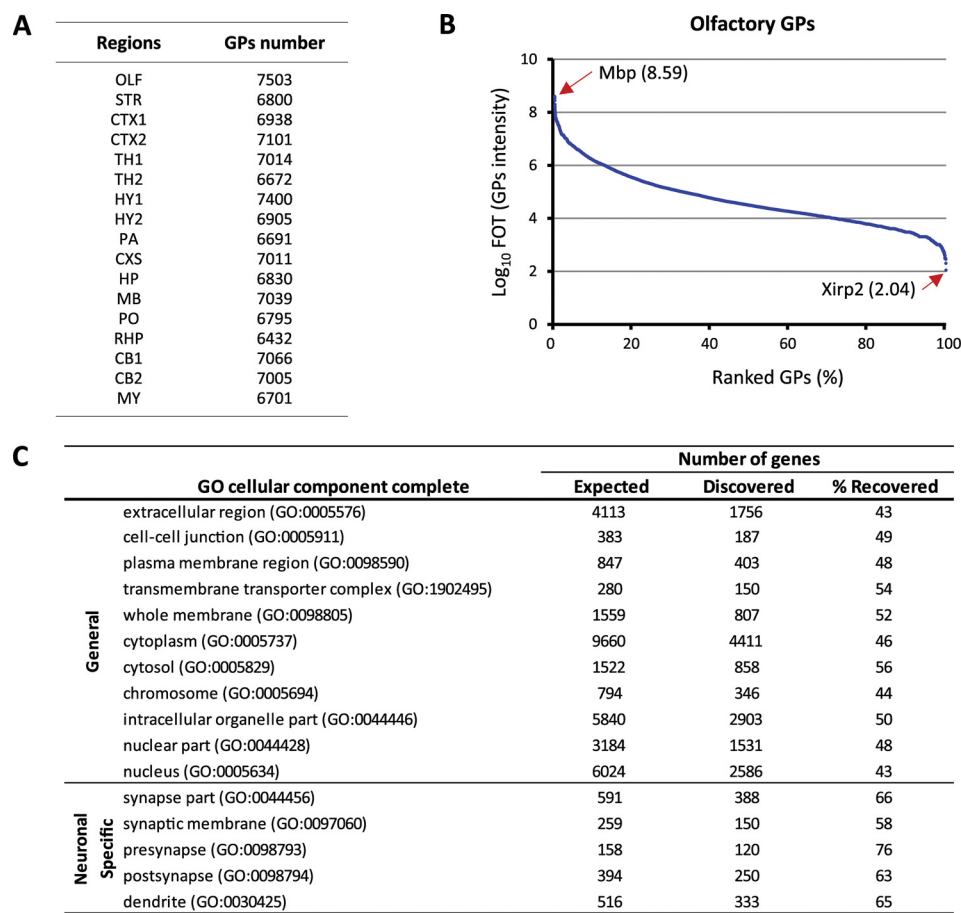 A
Regions GPs number
OLF 7503
STR 6800
CTX1 6938
CTX2 7101
TH1 7014
TH2 6672
HY1 7400
HY2 6905
PA 6691
CXS 7011
HP 6830
MB 7039
PO 6795
RHP 6432
CB1 7066
CB2 7005
MY 6701
B
Olfactory GPs
Log10 FOT (GPs intensity)
10
8
6
4
2
0
Mbp (8.59)
Xirp2 (2.04)
0 20 40 60 80 100
Ranked GPs (%)
C
Number of genes
GO cellular component complete Expected Discovered % Recovered
General
extracellular region (GO:0005576) 4113 1756 43
cell-cell junction (GO:0005911) 383 187 49
plasma membrane region (GO:0098590) 847 403 48
transmembrane transporter complex (GO:1902495) 280 150 54
whole membrane (GO:0098805) 1559 807 52
cytoplasm (GO:0005737) 9660 4411 46
cytosol (GO:0005829) 1522 858 56
chromosome (GO:0005694) 794 346 44
intracellular organelle part (GO:0044446) 5840 2903 50
nuclear part (GO:0044428) 3184 1531 48
nucleus (GO:0005634) 6024 2586 43
Neuronal
Specific
synapse part (GO:0044456) 591 388 66
synaptic membrane (GO:0097060) 259 150 58
presynapse (GO:0098793) 158 120 76
postsynapse (GO:0098794) 394 250 63
dendrite (GO:0030425) 516 333 65